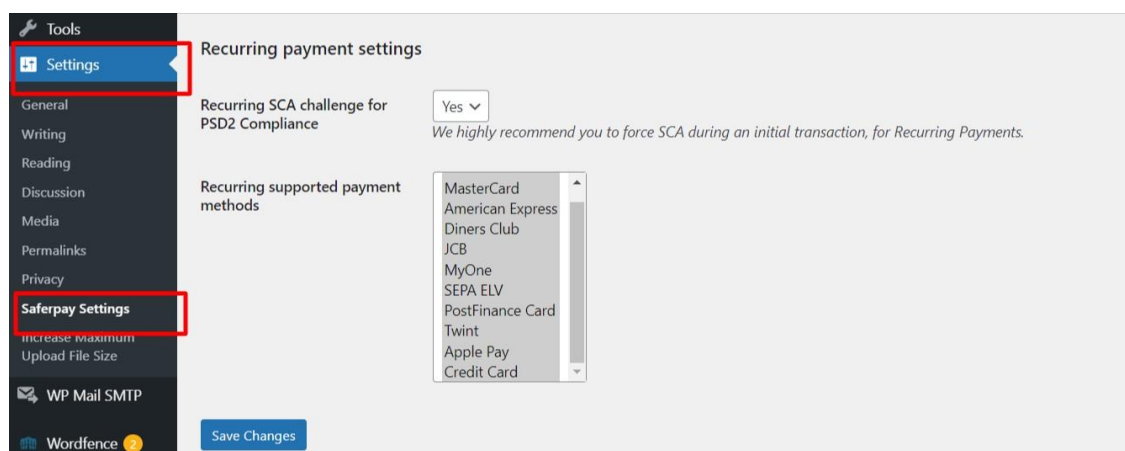 Tools
Settings
General
Writing
Reading
Discussion
Media
Permalinks
Privacy
Saferpay Settings
Increase Maximum
Upload File Size
WP Mail SMTP
Wordfence 2
Recurring payment settings
Recurring SCA challenge for
PSD2 Compliance
Yes
We highly recommend you to force SCA during an initial transaction, for Recurring Payments.
Recurring supported payment
methods
MasterCard
American Express
Diners Club
JCB
MyOne
SEPA ELV
PostFinance Card
Twint
Apple Pay
Credit Card
Save Changes